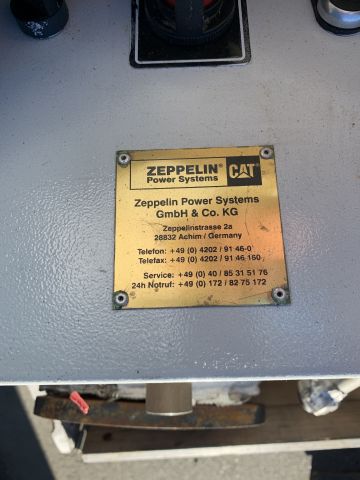 ZEPPELIN®
Power Systems
CAT®
Zeppelin Power Systems
GmbH & Co. KG
Zeppelinstrasse 2a
28832 Achim / Germany
Telefon: +49 (0) 4202 / 91 46-0
Telefax: +49 (0) 4202 / 91 46 160
Service: +49 (0) 40 / 85 31 51 76
24h Notruf: +49 (0) 172 / 82 75 172